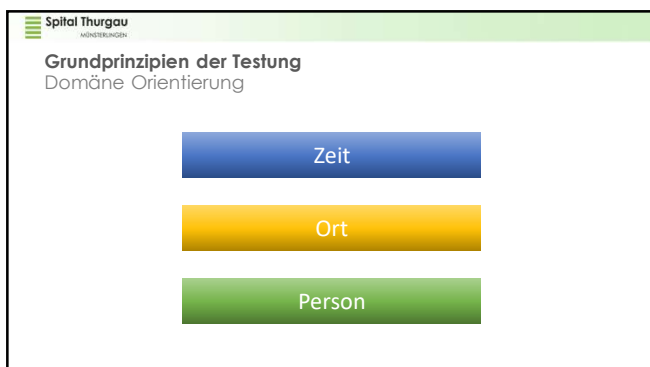 Spital Thurgau
MÜNSTERLINGEN
Grundprinzipien der Testung
Domäne Orientierung
Zeit
Ort
Person